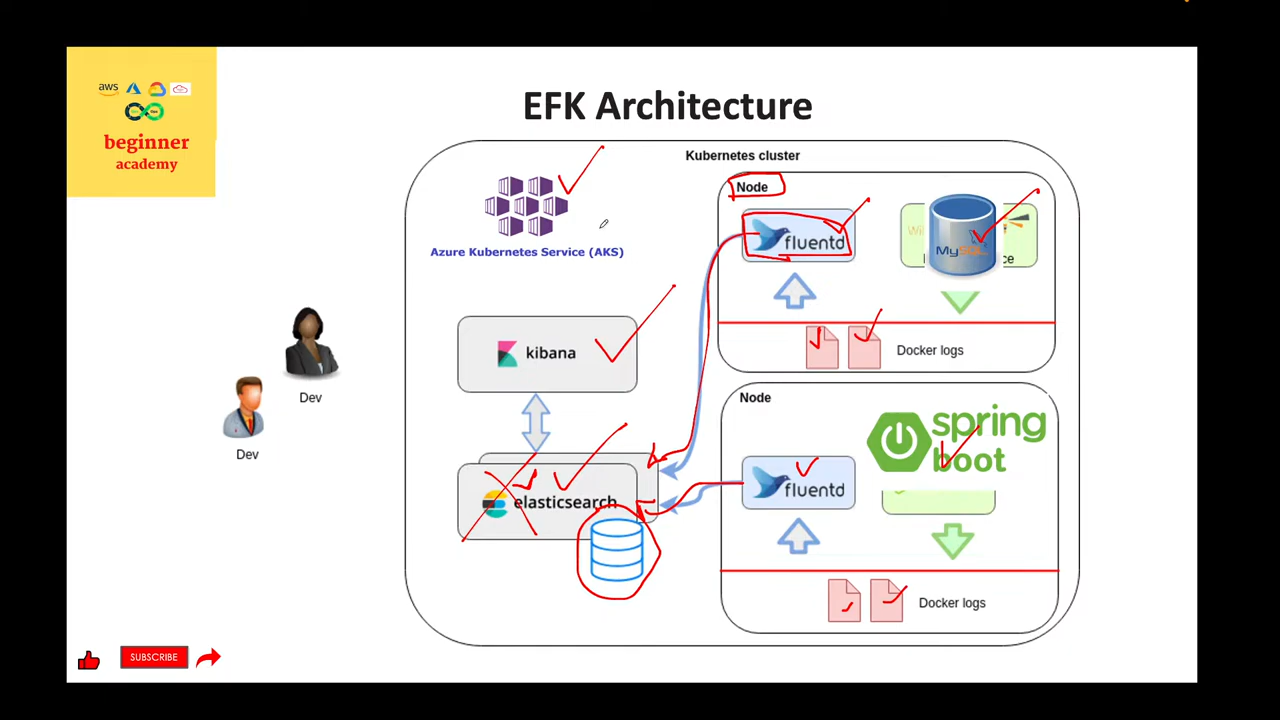 aws
beginner
academy
EFK Architecture
Kubernetes cluster
Azure Kubernetes Service (AKS)
Node
fluentd
MySQL
Docker logs
kibana
Dev
Dev
elasticsearch
Node
fluentd
spring
boot
Docker logs
SUBSCRIBE